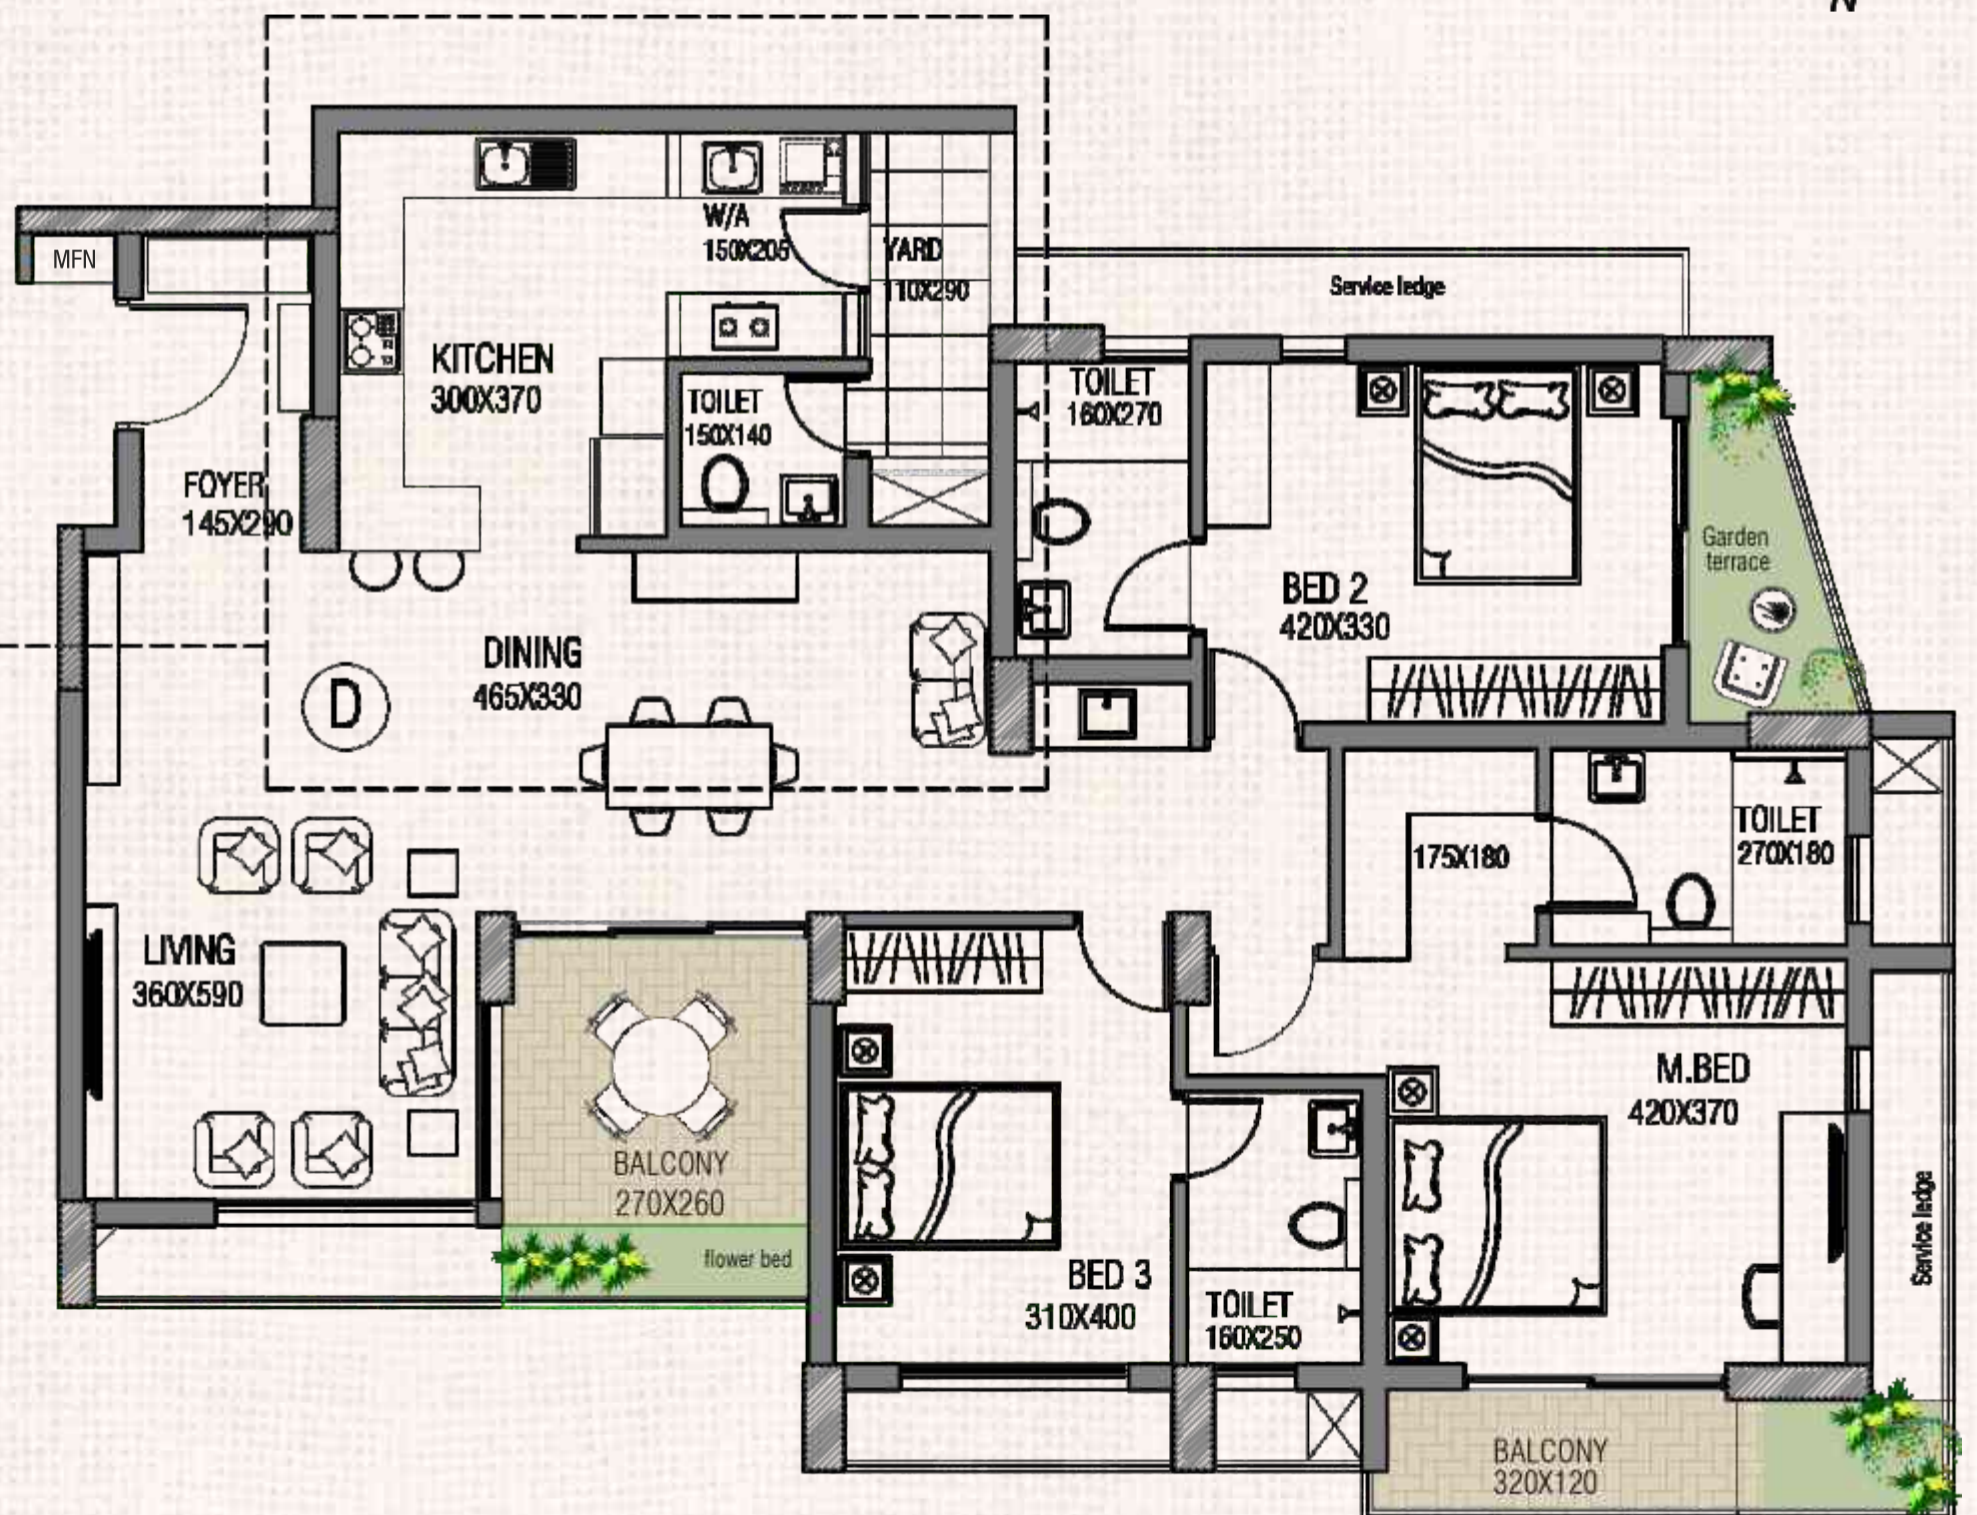 N
MFN
W/A
150X205
YARD
110X290
Service ledge
KITCHEN
300X370
TOILET
150X140
TOILET
160X270
FOYER
145X290
BED 2
420X330
Garden
terrace
DINING
465X330
D
175X180
TOILET
270X180
LIVING
360X590
M.BED
420X370
BALCONY
270X260
flower bed
BED 3
310X400
TOILET
160X250
Service ledge
BALCONY
320X120